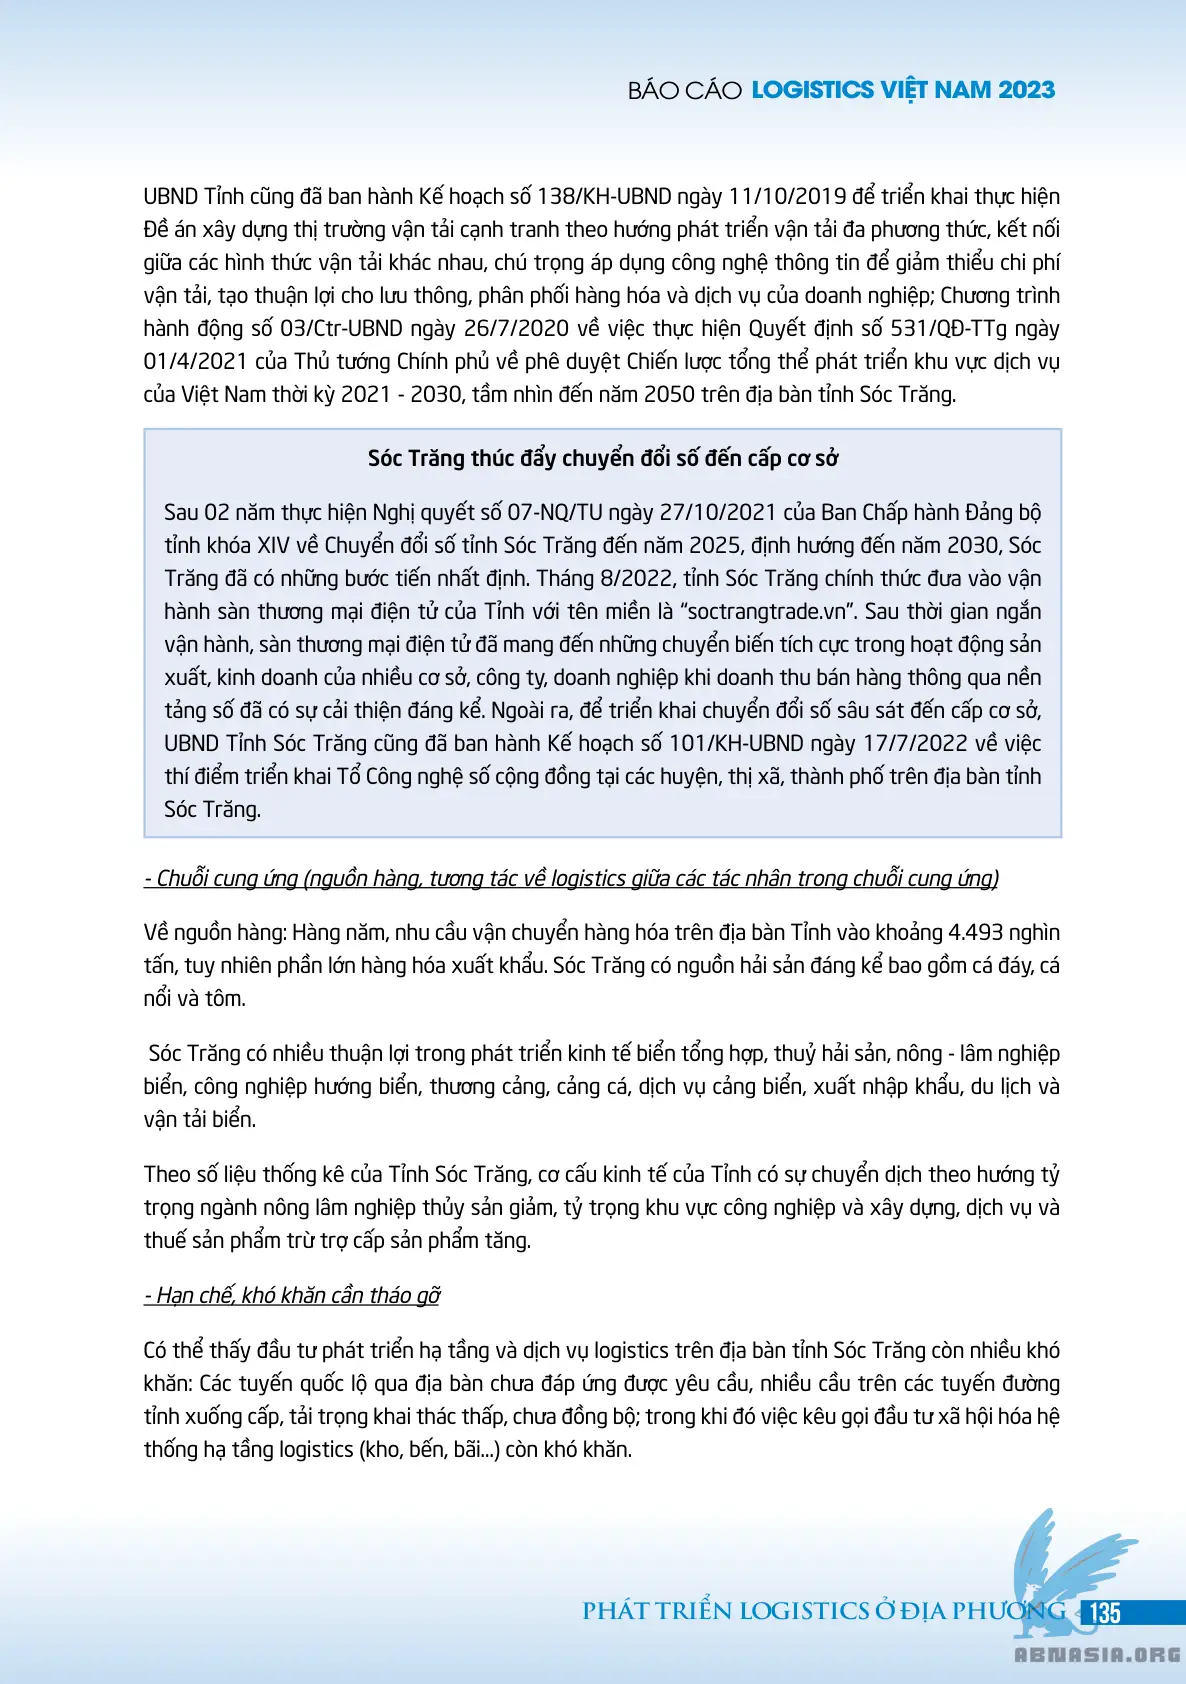 BÁO CÁO LOGISTICS VIỆT NAM 2023
UBND Tỉnh cũng đã ban hành Kế hoạch số 138/KH-UBND ngày 11/10/2019 để triển khai thực hiện
Đề án xây dựng thị trường vận tải cạnh tranh theo hướng phát triển vận tải đa phương thức, kết nối
giữa các hình thức vận tải khác nhau, chú trọng áp dụng công nghệ thông tin để giảm thiểu chi phí
vận tải, tạo thuận lợi cho lưu thông, phân phối hàng hóa và dịch vụ của doanh nghiệp; Chương trình
hành động số 03/Ctr-UBND ngày 26/7/2020 về việc thực hiện Quyết định số 531/QĐ-TTg ngày
01/4/2021 của Thủ tướng Chính phủ về phê duyệt Chiến lược tổng thể phát triển khu vực dịch vụ
của Việt Nam thời kỳ 2021 - 2030, tầm nhìn đến năm 2050 trên địa bàn tỉnh Sóc Trăng.
Sóc Trăng thúc đẩy chuyển đổi số đến cấp cơ sở
Sau 02 năm thực hiện Nghị quyết số 07-NQ/TU ngày 27/10/2021 của Ban Chấp hành Đảng bộ
tỉnh khóa XIV về Chuyển đổi số tỉnh Sóc Trăng đến năm 2025, định hướng đến năm 2030, Sóc
Trăng đã có những bước tiến nhất định. Tháng 8/2022, tỉnh Sóc Trăng chính thức đưa vào vận
hành sàn thương mại điện tử của Tỉnh với tên miền là “soctrangtrade.vn”. Sau thời gian ngắn
vận hành, sàn thương mại điện tử đã mang đến những chuyển biến tích cực trong hoạt động sản
xuất, kinh doanh của nhiều cơ sở, công ty, doanh nghiệp khi doanh thu bán hàng thông qua nền
tảng số đã có sự cải thiện đáng kể. Ngoài ra, để triển khai chuyển đổi số sâu sát đến cấp cơ sở,
UBND Tỉnh Sóc Trăng cũng đã ban hành Kế hoạch số 101/KH-UBND ngày 17/7/2022 về việc
thí điểm triển khai Tổ Công nghệ số cộng đồng tại các huyện, thị xã, thành phố trên địa bàn tỉnh
Sóc Trăng.
- Chuỗi cung ứng (nguồn hàng, tương tác về logistics giữa các tác nhân trong chuỗi cung ứng)
Về nguồn hàng: Hàng năm, nhu cầu vận chuyển hàng hóa trên địa bàn Tỉnh vào khoảng 4.493 nghìn
tấn, tuy nhiên phần lớn hàng hóa xuất khẩu. Sóc Trăng có nguồn hải sản đáng kể bao gồm cá đáy, cá
nổi và tôm.
Sóc Trăng có nhiều thuận lợi trong phát triển kinh tế biển tổng hợp, thuỷ hải sản, nông - lâm nghiệp
biển, công nghiệp hướng biển, thương cảng, cảng cá, dịch vụ cảng biển, xuất nhập khẩu, du lịch và
vận tải biển.
Theo số liệu thống kê của Tỉnh Sóc Trăng, cơ cấu kinh tế của Tỉnh có sự chuyển dịch theo hướng tỷ
trọng ngành nông lâm nghiệp thủy sản giảm, tỷ trọng khu vực công nghiệp và xây dựng, dịch vụ và
thuế sản phẩm trừ trợ cấp sản phẩm tăng.
- Hạn chế, khó khăn cần tháo gỡ
Có thể thấy đầu tư phát triển hạ tầng và dịch vụ logistics trên địa bàn tỉnh Sóc Trăng còn nhiều khó
khăn: Các tuyến quốc lộ qua địa bàn chưa đáp ứng được yêu cầu, nhiều cầu trên các tuyến đường
tỉnh xuống cấp, tải trọng khai thác thấp, chưa đồng bộ; trong khi đó việc kêu gọi đầu tư xã hội hóa hệ
thống hạ tầng logistics (kho, bến, bãi...) còn khó khăn.
PHÁT TRIỂN LOGISTICS Ở ĐỊA PHƯƠNG 135
ABNASIA.ORG